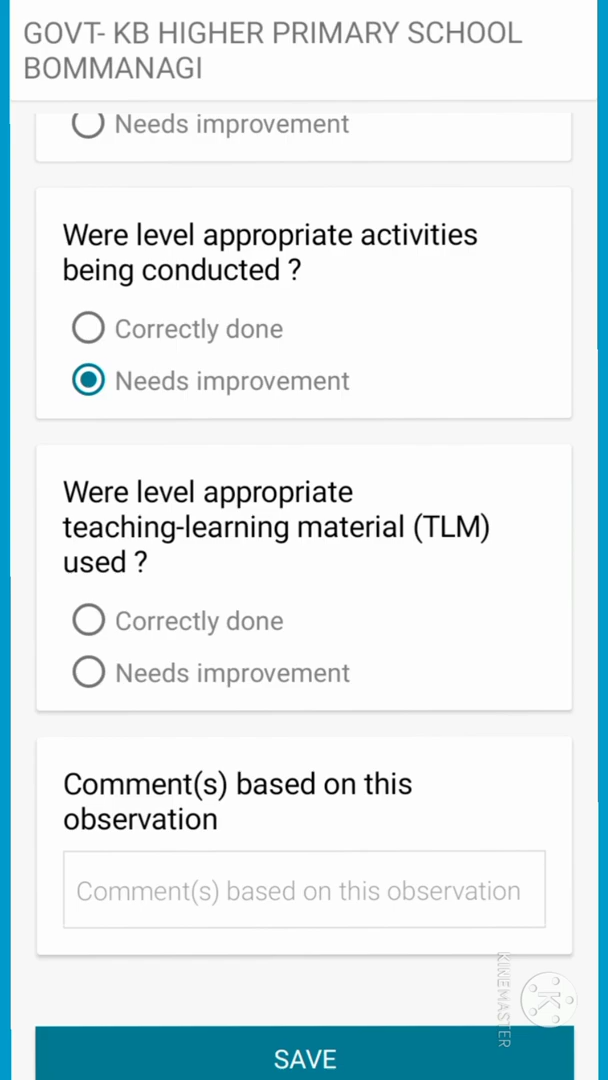 GOVT- KB HIGHER PRIMARY SCHOOL
BOMMANAGI
Needs improvement
Were level appropriate activities
being conducted ?
Correctly done
Needs improvement
Were level appropriate
teaching-learning material (TLM)
used ?
Correctly done
Needs improvement
Comment(s) based on this
observation
Comment(s) based on this observation
KINEMASTER
K
SAVE